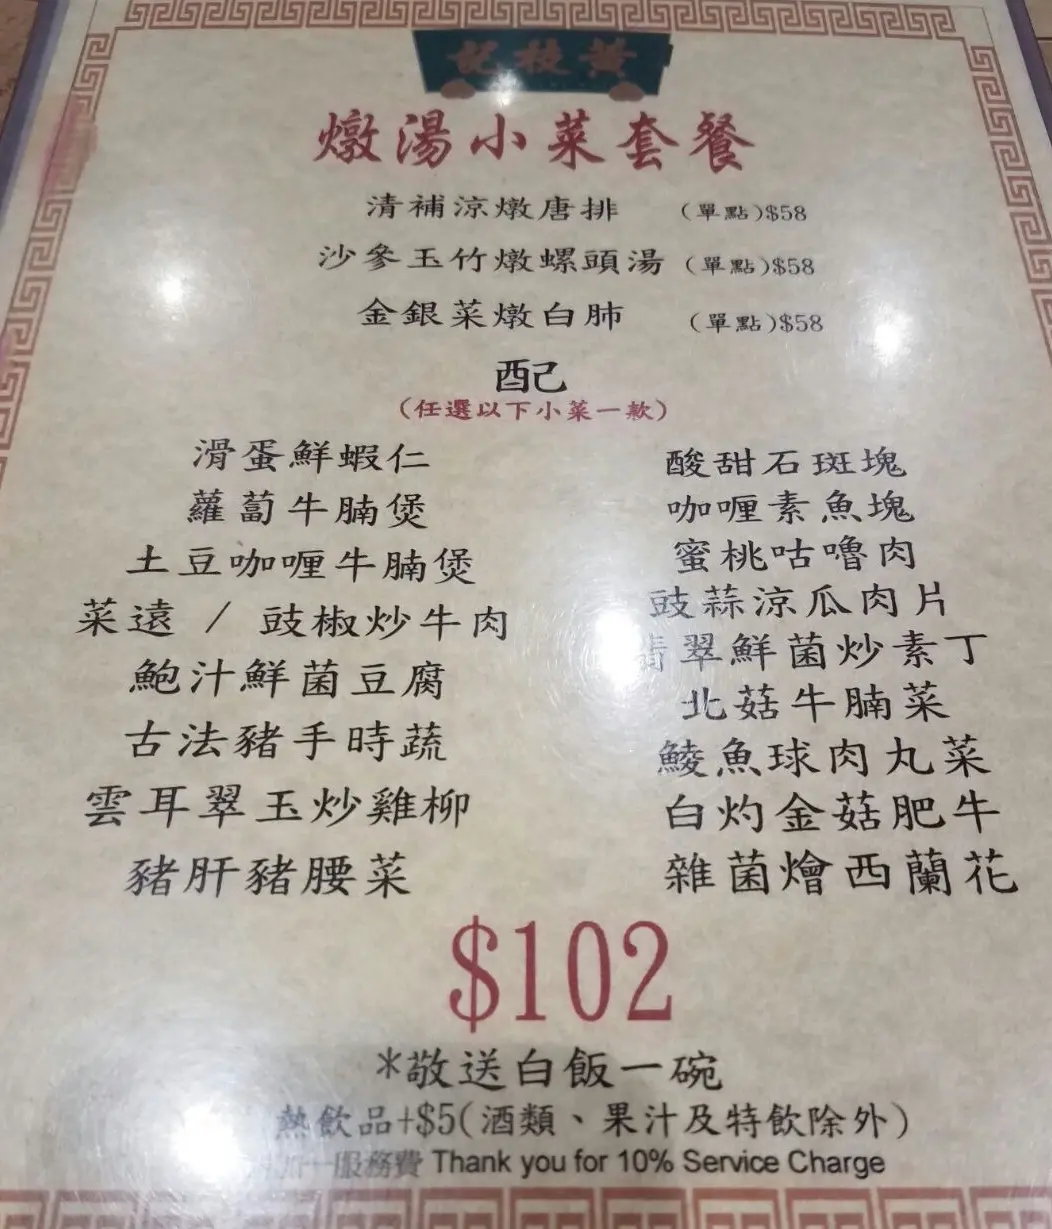 黃枝記
燉湯小菜套餐
清補涼燉唐排 (單點)$58
沙參玉竹燉螺頭湯 (單點)$58
金銀菜燉白肺 (單點)$58
配
(任選以下小菜一款)
滑蛋鮮蝦仁
蘿蔔牛腩煲
土豆咖喱牛腩煲
菜遠 / 豉椒炒牛肉
鮑汁鮮菌豆腐
古法豬手時蔬
雲耳翠玉炒雞柳
豬肝豬腰菜
酸甜石斑塊
咖喱素魚塊
蜜桃咕嚕肉
豉蒜涼瓜肉片
翡翠鮮菌炒素丁
北菇牛腩菜
鯪魚球肉丸菜
白灼金菇肥牛
雜菌燴西蘭花
$102
*敬送白飯一碗
熱飲品+$5(酒類、果汁及特飲除外)
加一服務費 Thank you for 10% Service Charge